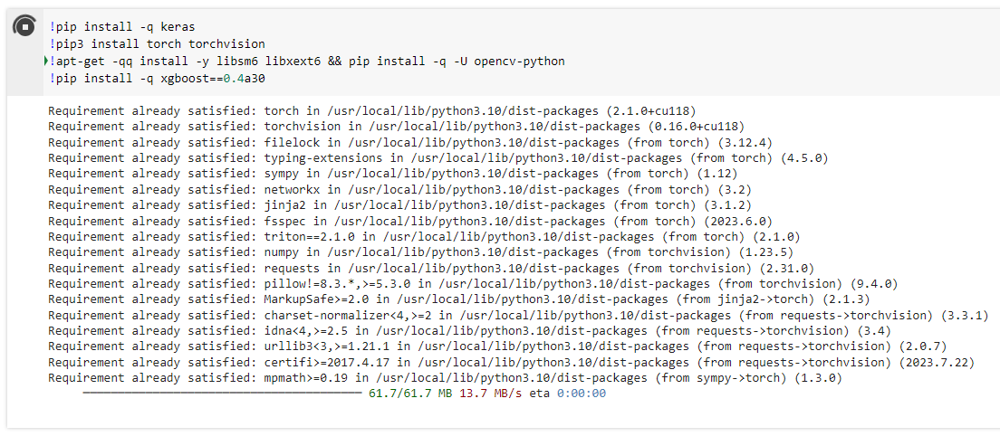 !pip install -q keras
!pip3 install torch torchvision
!apt-get -qq install -y libsm6 libxext6 && pip install -q -U opencv-python
!pip install -q xgboost==0.4a30
Requirement already satisfied: torch in /usr/local/lib/python3.10/dist-packages (2.1.0+cu118)
Requirement already satisfied: torchvision in /usr/local/lib/python3.10/dist-packages (0.16.0+cu118)
Requirement already satisfied: filelock in /usr/local/lib/python3.10/dist-packages (from torch) (3.12.4)
Requirement already satisfied: typing-extensions in /usr/local/lib/python3.10/dist-packages (from torch) (4.5.0)
Requirement already satisfied: sympy in /usr/local/lib/python3.10/dist-packages (from torch) (1.12)
Requirement already satisfied: networkx in /usr/local/lib/python3.10/dist-packages (from torch) (3.2)
Requirement already satisfied: jinja2 in /usr/local/lib/python3.10/dist-packages (from torch) (3.1.2)
Requirement already satisfied: fsspec in /usr/local/lib/python3.10/dist-packages (from torch) (2023.6.0)
Requirement already satisfied: triton==2.1.0 in /usr/local/lib/python3.10/dist-packages (from torch) (2.1.0)
Requirement already satisfied: numpy in /usr/local/lib/python3.10/dist-packages (from torchvision) (1.23.5)
Requirement already satisfied: requests in /usr/local/lib/python3.10/dist-packages (from torchvision) (2.31.0)
Requirement already satisfied: pillow!=8.3.*,>=5.3.0 in /usr/local/lib/python3.10/dist-packages (from torchvision) (9.4.0)
Requirement already satisfied: MarkupSafe>=2.0 in /usr/local/lib/python3.10/dist-packages (from jinja2->torch) (2.1.3)
Requirement already satisfied: charset-normalizer<4,>=2 in /usr/local/lib/python3.10/dist-packages (from requests->torchvision) (3.3.1)
Requirement already satisfied: idna<4,>=2.5 in /usr/local/lib/python3.10/dist-packages (from requests->torchvision) (3.4)
Requirement already satisfied: urllib3<3,>=1.21.1 in /usr/local/lib/python3.10/dist-packages (from requests->torchvision) (2.0.7)
Requirement already satisfied: certifi>=2017.4.17 in /usr/local/lib/python3.10/dist-packages (from requests->torchvision) (2023.7.22)
Requirement already satisfied: mpmath>=0.19 in /usr/local/lib/python3.10/dist-packages (from sympy->torch) (1.3.0)
61.7/61.7 MB 13.7 MB/s eta 0:00:00